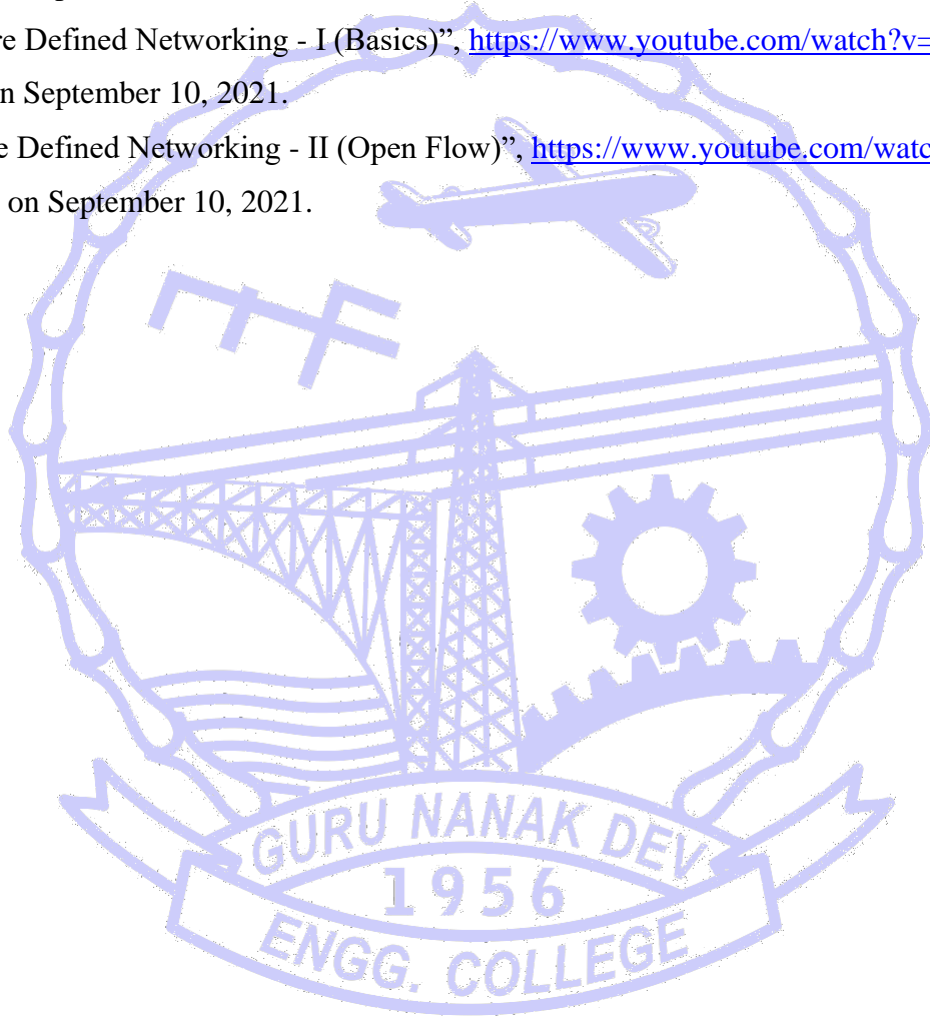 re Defined Networking - I (Basics)”, https://www.youtube.com/watch?v=
n September 10, 2021.
e Defined Networking - II (Open Flow)”, https://www.youtube.com/watc
on September 10, 2021.
GURU NANAK DEV
1956
ENGG. COLLEGE